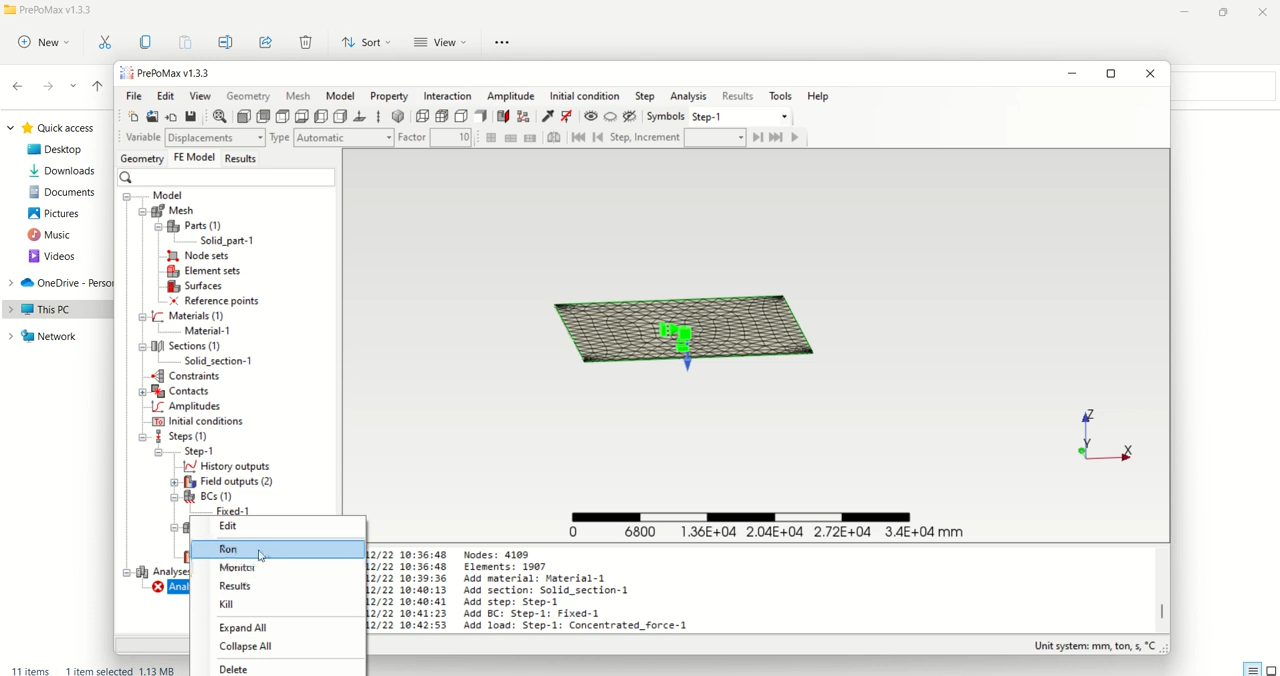 PrePoMax v1.3.3
New
Sort
View
PrePoMax v1.3.3
File Edit View Geometry Mesh Model Property Interaction Amplitude Initial condition Step Analysis Results Tools Help
Symbols Step-1
Variable Displacements Type Automatic Factor 10 Step, Increment
Geometry FE Model Results
Quick access
Desktop
Downloads
Documents
Pictures
Music
Videos
OneDrive - Person
This PC
Network
Model
Mesh
Parts (1)
Solid_part-1
Node sets
Element sets
Surfaces
Reference points
Materials (1)
Material-1
Sections (1)
Solid_section-1
Constraints
Contacts
Amplitudes
Initial conditions
Steps (1)
Step-1
History outputs
Field outputs (2)
BCs (1)
Fixed-1
Analyses
Anal
Edit
Run
Monitor
Results
Kill
Expand All
Collapse All
Delete
Z
Y
X
0 6800 1.36E+04 2.04E+04 2.72E+04 3.4E+04 mm
12/22 10:36:48 Nodes: 4109
12/22 10:36:48 Elements: 1907
12/22 10:39:36 Add material: Material-1
12/22 10:40:13 Add section: Solid_section-1
12/22 10:40:41 Add step: Step-1
12/22 10:41:23 Add BC: Step-1: Fixed-1
12/22 10:42:53 Add load: Step-1: Concentrated_force-1
Unit system: mm, ton, s, °C
11 items 1 item selected 1.13 MB